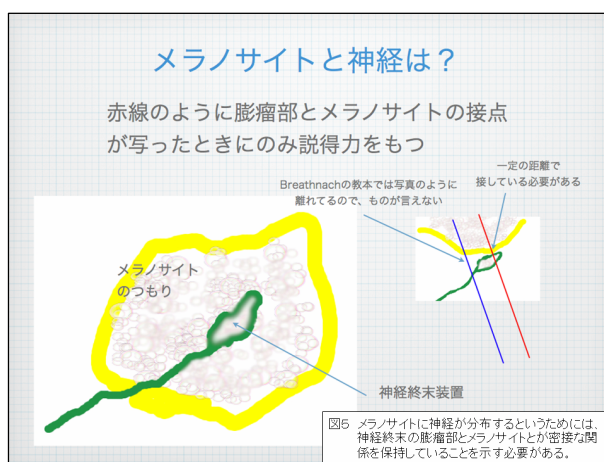 メラノサイトと神経は？
赤線のように膨瘤部とメラノサイトの接点
が写ったときにのみ説得力をもつ
Breathnachの教本では写真のように
離れてるので、ものが言えない
一定の距離で
接している必要がある
メラノサイト
のつもり
神経終末装置
図5 メラノサイトに神経が分布するというためには、
神経終末の膨瘤部とメラノサイトとが密接な関
係を保持していることを示す必要がある。